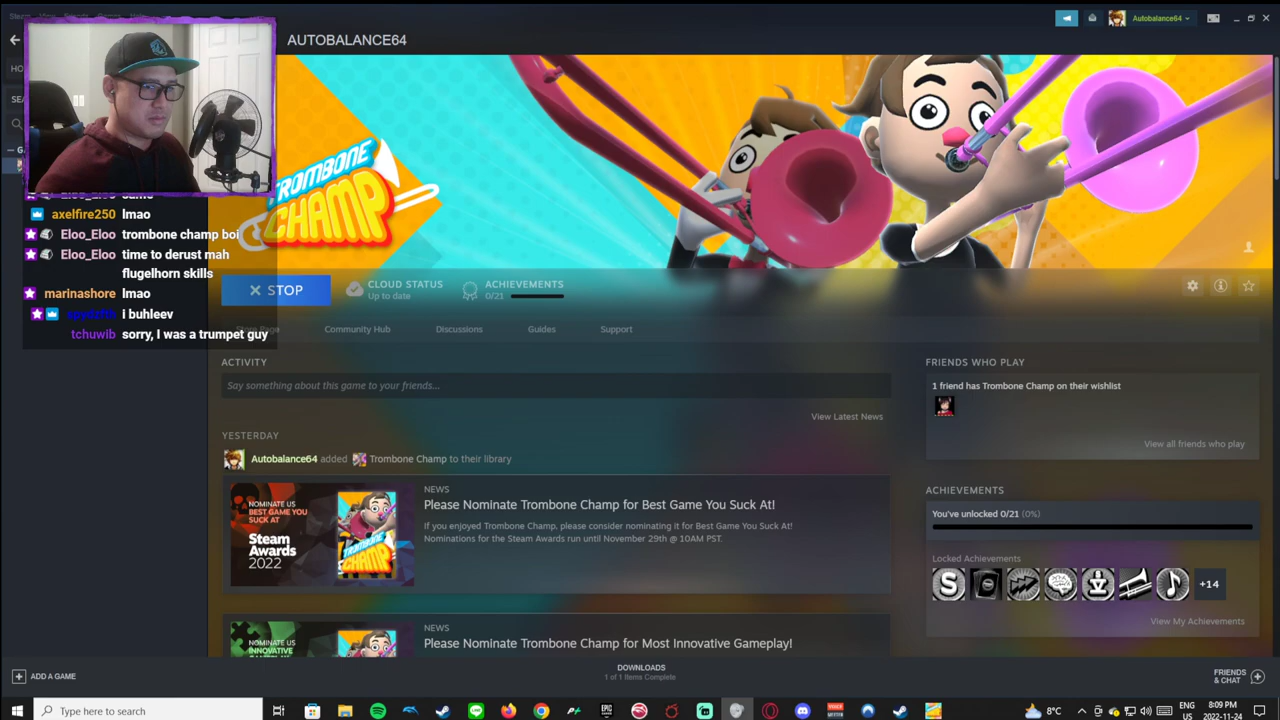 Autobalance64
AUTOBALANCE64
TROMBONE
CHAMP
axelfire250 lmao
Eloo_Eloo trombone champ boi
Eloo_Eloo time to derust mah
flugelhorn skills
marinashore lmao
i buhleev
tchuwib sorry, I was a trumpet guy
STOP
CLOUD STATUS
Up to date
ACHIEVEMENTS
0/21
Store Page
Community Hub
Discussions
Guides
Support
ACTIVITY
Say something about this game to your friends...
View Latest News
YESTERDAY
Autobalance64 added Trombone Champ to their library
NOMINATE US
BEST GAME YOU
SUCK AT
Steam
Awards
2022
TROMBONE
CHAMP
NEWS
Please Nominate Trombone Champ for Best Game You Suck At!
If you enjoyed Trombone Champ, please consider nominating it for Best Game You Suck At!
Nominations for the Steam Awards run until November 29th @ 10AM PST.
NOMINATE US
INNOVATIVE
NEWS
Please Nominate Trombone Champ for Most Innovative Gameplay!
FRIENDS WHO PLAY
1 friend has Trombone Champ on their wishlist
View all friends who play
ACHIEVEMENTS
You've unlocked 0/21 (0%)
Locked Achievements
S
+14
View My Achievements
ADD A GAME
DOWNLOADS
1 of 1 Items Complete
FRIENDS
& CHAT
Type here to search
EPIC
8°C
ENG
8:09 PM
2022-11-24